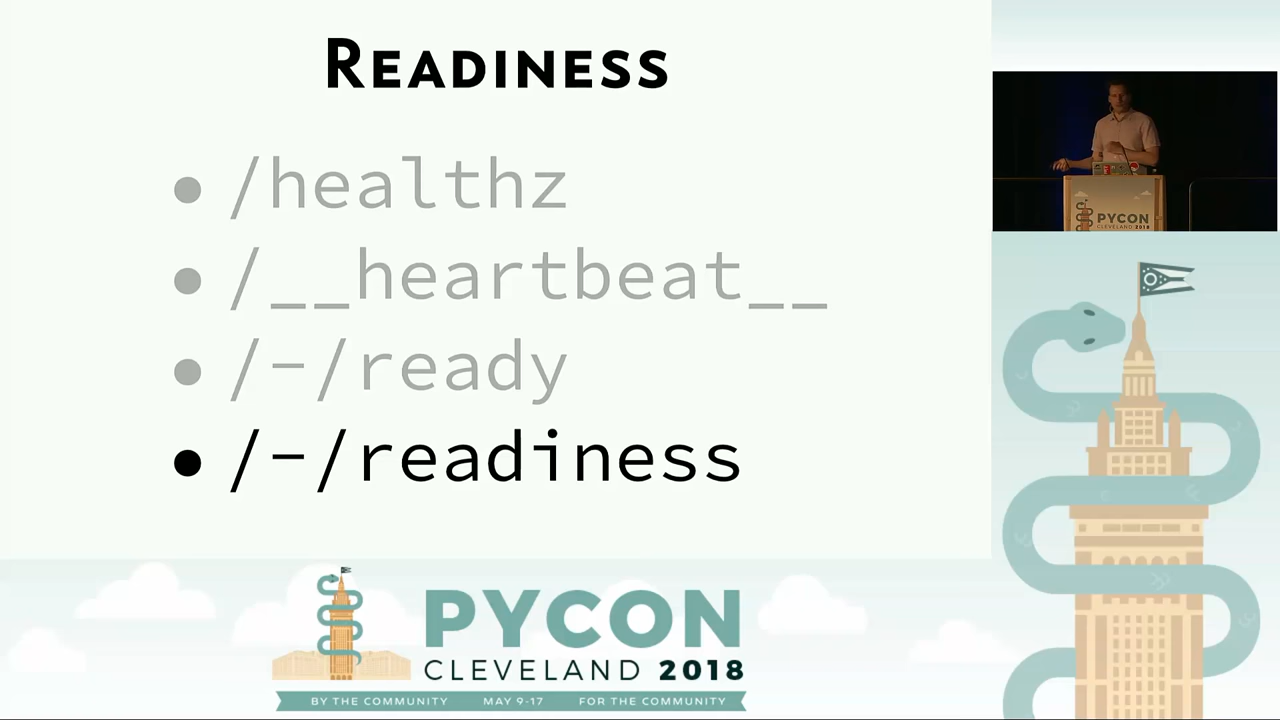 READINESS
/healthz
/__heartbeat__
/-/ready
/-/readiness
PYCON
CLEVELAND 2018
PYCON
CLEVELAND 2018
BY THE COMMUNITY MAY 9-17 FOR THE COMMUNITY